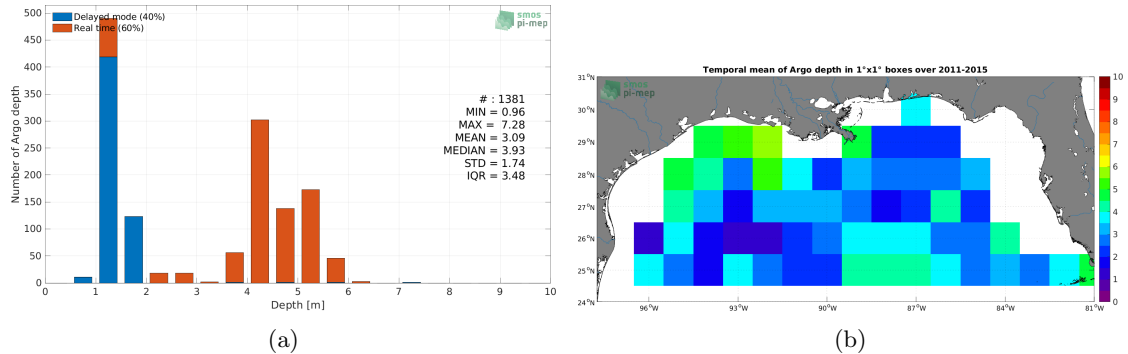 Delayed mode (40%)
Real time (60%)
smos
pi-mep
# : 1381
MIN = 0.96
MAX = 7.28
MEAN = 3.09
MEDIAN = 3.93
STD = 1.74
IQR = 3.48
Number of Argo depth
500
450
400
350
300
250
200
150
100
50
0
0 1 2 3 4 5 6 7 8 9 10
Depth [m]
(a)
Temporal mean of Argo depth in 1°x1° boxes over 2011-2015
smos
pi-mep
31°N
30°N
29°N
28°N
27°N
26°N
25°N
24°N
96°W 93°W 90°W 87°W 84°W 81°W
10
9
8
7
6
5
4
3
2
1
0
(b)